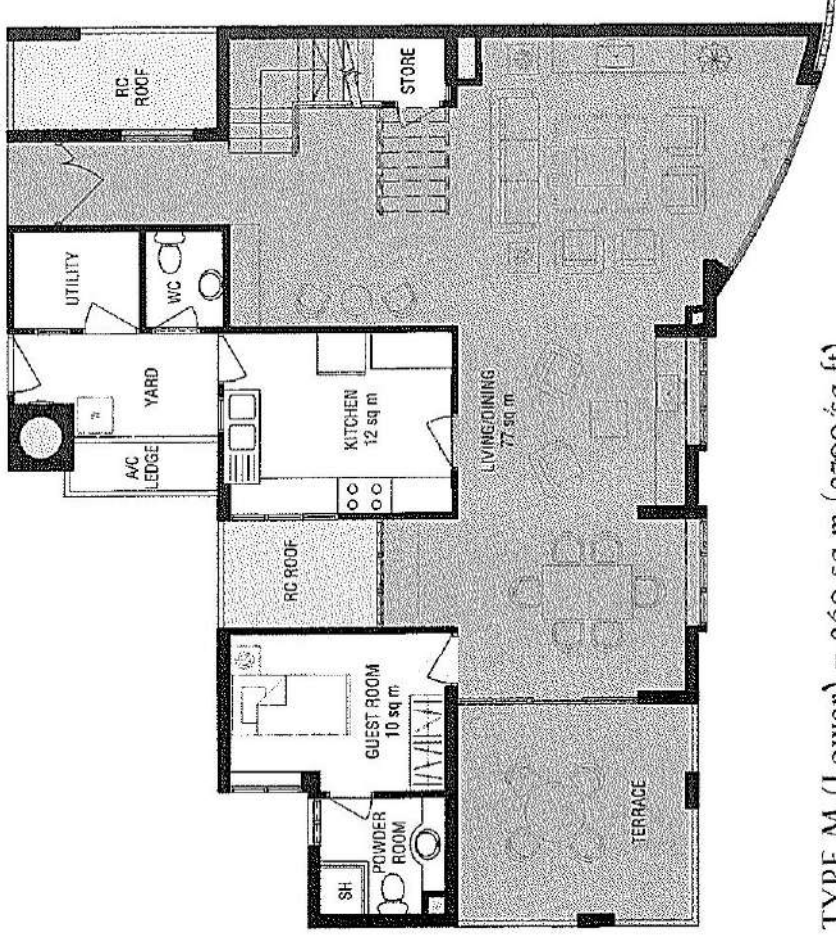 RC
ROOF
STORE
UTILITY
WC
YARD
A/C
LEDGE
KITCHEN
12 sq m
LIVING/DINING
77 sq m
RC ROOF
GUEST ROOM
10 sq m
POWDER
ROOM
SH
TERRACE
TYPE M (Lower)